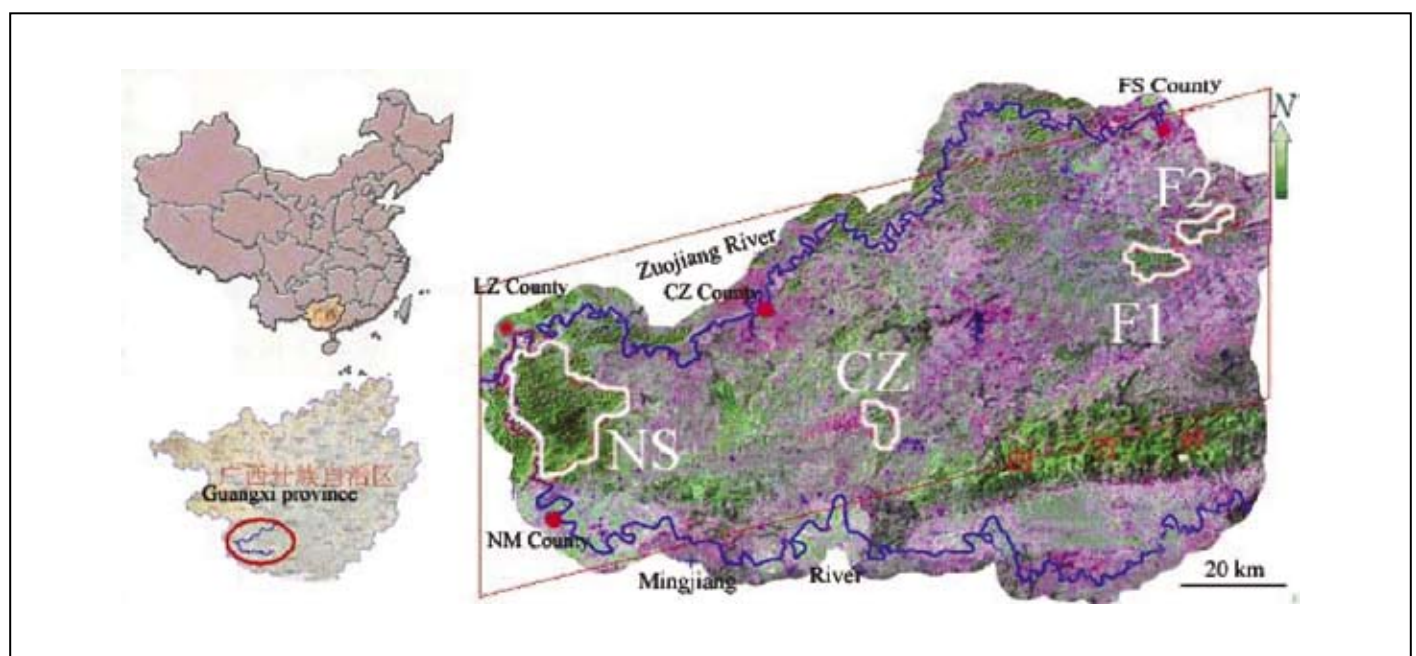 FS County
N
F2
Zuojiang River
LZ County
CZ County
F1
CZ
NS
广西壮族自治区
Guangxi province
NM County
Mingjiang River
20 km